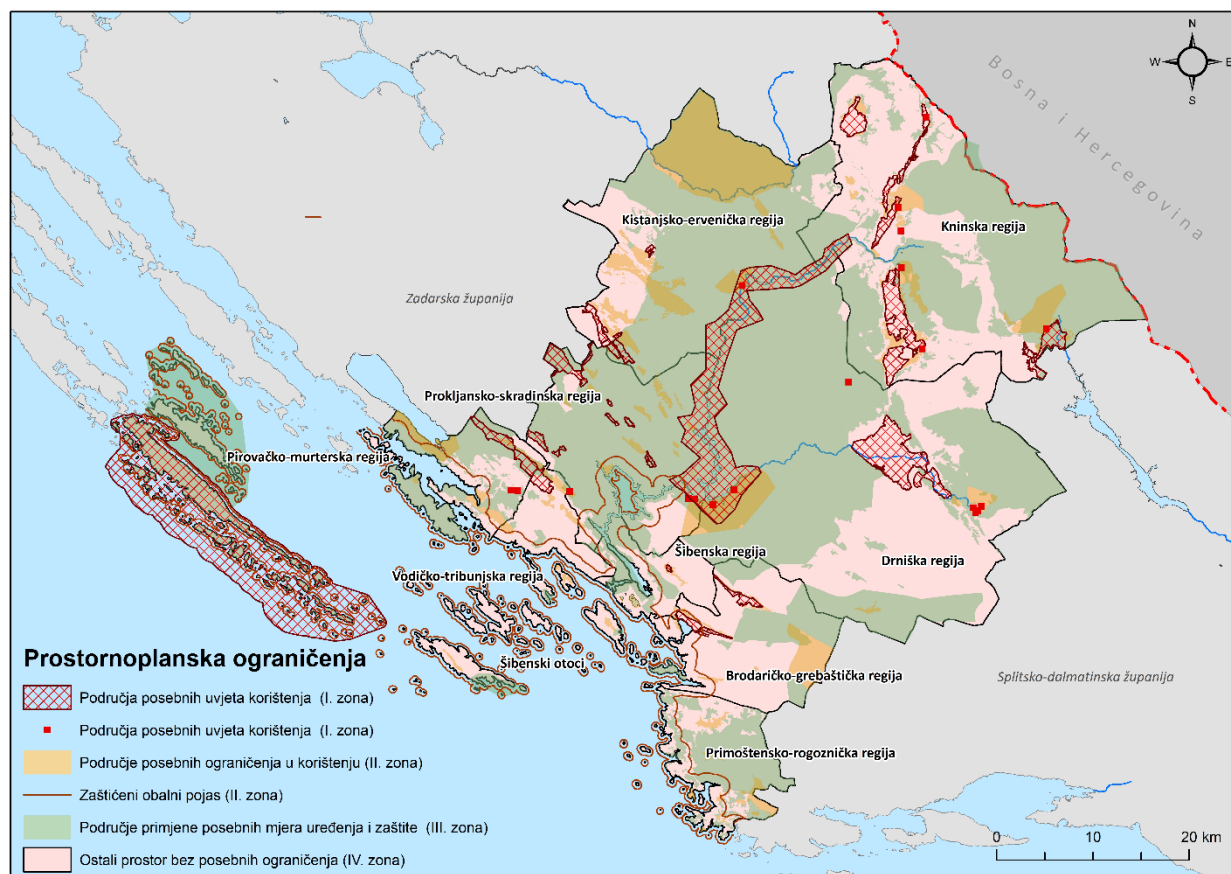 N
W
E
S
Bosna i Hercegovina
Kistanjsko-ervenička regija
Kninska regija
Zadarska županija
Prokljansko-skradinska regija
Pirovačko-murterska regija
Šibenska regija
Drniška regija
Vodičko-tribunjska regija
Šibenski otoci
Brodaričko-grebaštička regija
Splitsko-dalmatinska županija
Primoštensko-rogoznička regija
Prostornoplanska ograničenja
Područja posebnih uvjeta korištenja (I. zona)
Područja posebnih uvjeta korištenja (I. zona)
Područje posebnih ograničenja u korištenju (II. zona)
Zaštićeni obalni pojas (II. zona)
Područje primjene posebnih mjera uređenja i zaštite (III. zona)
Ostali prostor bez posebnih ograničenja (IV. zona)
0 10 20 km